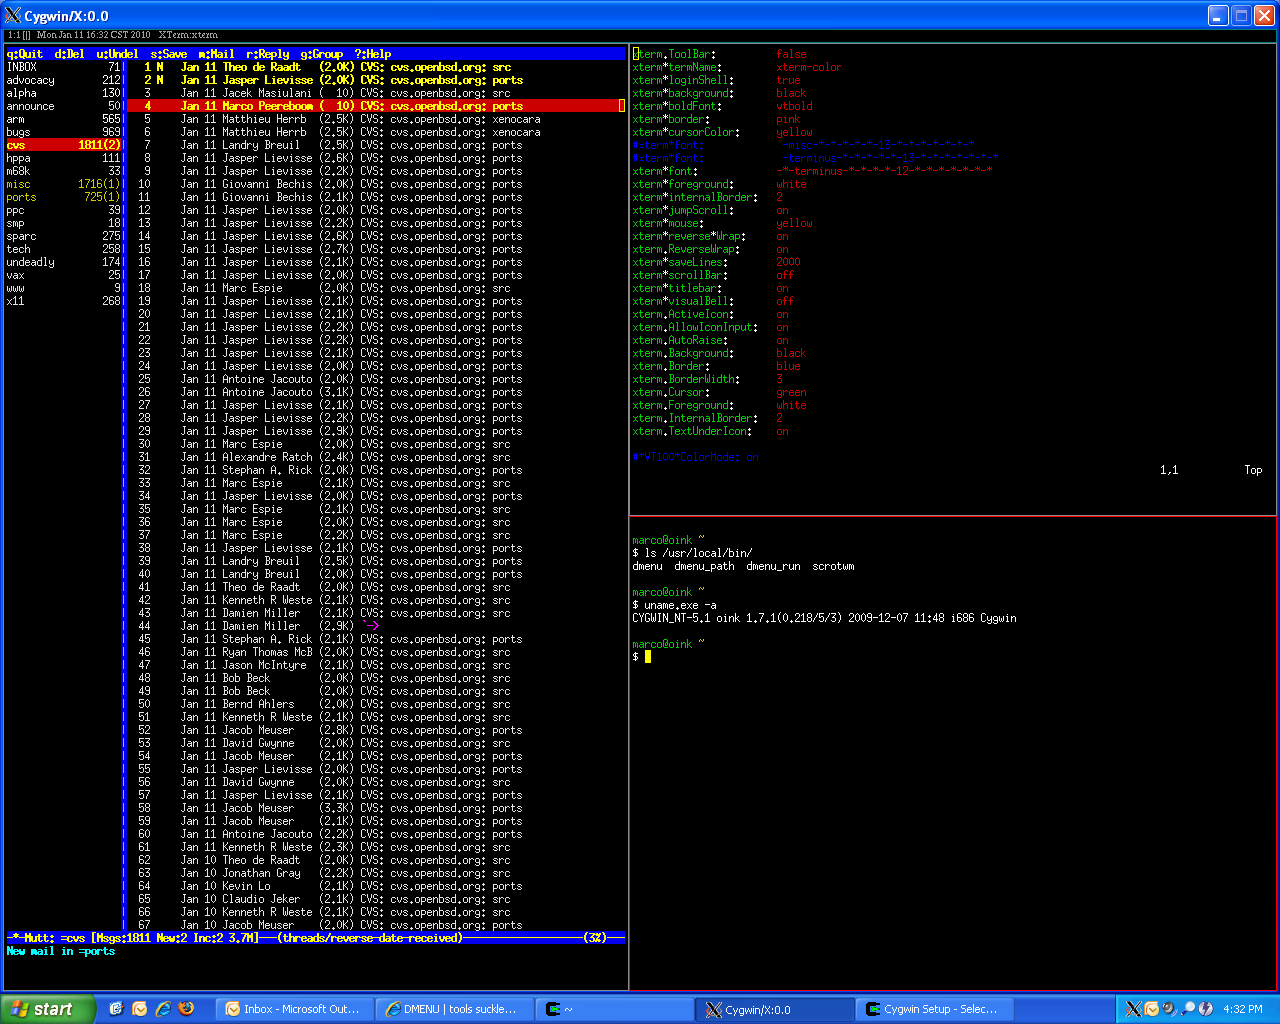 Cygwin/X:0.0
1:1 [|] Mon Jan 11 16:32 CST 2010 XTerm:xterm
q:Quit d:Del u:Undel s:Save m:Mail r:Reply g:Group ?:Help
INBOX 71
advocacy 212
alpha 130
announce 50
arm 565
bugs 969
cvs 1811(2)
hppa 111
m68k 33
misc 1716(1)
ports 725(1)
ppc 39
smp 18
sparc 275
tech 258
undeadly 174
vax 25
www 9
x11 268
1 N Jan 11 Theo de Raadt (2.0K) CVS: cvs.openbsd.org: src
2 N Jan 11 Jasper Lievisse (2.0K) CVS: cvs.openbsd.org: ports
3 Jan 11 Jacek Masiulani ( 10) CVS: cvs.openbsd.org: src
4 Jan 11 Marco Peereboom ( 10) CVS: cvs.openbsd.org: ports
5 Jan 11 Matthieu Herrb (2.5K) CVS: cvs.openbsd.org: xenocara
6 Jan 11 Matthieu Herrb (2.5K) CVS: cvs.openbsd.org: xenocara
7 Jan 11 Landry Breuil (2.5K) CVS: cvs.openbsd.org: ports
8 Jan 11 Jasper Lievisse (2.6K) CVS: cvs.openbsd.org: ports
9 Jan 11 Jasper Lievisse (2.2K) CVS: cvs.openbsd.org: ports
10 Jan 11 Giovanni Bechis (2.0K) CVS: cvs.openbsd.org: ports
11 Jan 11 Giovanni Bechis (2.1K) CVS: cvs.openbsd.org: ports
12 Jan 11 Jasper Lievisse (2.0K) CVS: cvs.openbsd.org: ports
13 Jan 11 Jasper Lievisse (2.2K) CVS: cvs.openbsd.org: ports
14 Jan 11 Jasper Lievisse (2.6K) CVS: cvs.openbsd.org: ports
15 Jan 11 Jasper Lievisse (2.7K) CVS: cvs.openbsd.org: ports
16 Jan 11 Jasper Lievisse (2.1K) CVS: cvs.openbsd.org: ports
17 Jan 11 Jasper Lievisse (2.0K) CVS: cvs.openbsd.org: ports
18 Jan 11 Marc Espie (2.0K) CVS: cvs.openbsd.org: src
19 Jan 11 Jasper Lievisse (2.1K) CVS: cvs.openbsd.org: ports
20 Jan 11 Jasper Lievisse (2.1K) CVS: cvs.openbsd.org: ports
21 Jan 11 Jasper Lievisse (2.2K) CVS: cvs.openbsd.org: ports
22 Jan 11 Jasper Lievisse (2.2K) CVS: cvs.openbsd.org: ports
23 Jan 11 Jasper Lievisse (2.1K) CVS: cvs.openbsd.org: ports
24 Jan 11 Jasper Lievisse (2.0K) CVS: cvs.openbsd.org: ports
25 Jan 11 Antoine Jacouto (2.0K) CVS: cvs.openbsd.org: ports
26 Jan 11 Antoine Jacouto (3.1K) CVS: cvs.openbsd.org: ports
27 Jan 11 Jasper Lievisse (2.1K) CVS: cvs.openbsd.org: ports
28 Jan 11 Jasper Lievisse (2.2K) CVS: cvs.openbsd.org: ports
29 Jan 11 Jasper Lievisse (2.9K) CVS: cvs.openbsd.org: ports
30 Jan 11 Marc Espie (2.0K) CVS: cvs.openbsd.org: src
31 Jan 11 Alexandre Ratch (2.4K) CVS: cvs.openbsd.org: src
32 Jan 11 Stephan A. Rick (2.0K) CVS: cvs.openbsd.org: ports
33 Jan 11 Marc Espie (2.1K) CVS: cvs.openbsd.org: src
34 Jan 11 Jasper Lievisse (2.0K) CVS: cvs.openbsd.org: ports
35 Jan 11 Marc Espie (2.1K) CVS: cvs.openbsd.org: src
36 Jan 11 Marc Espie (2.0K) CVS: cvs.openbsd.org: src
37 Jan 11 Marc Espie (2.2K) CVS: cvs.openbsd.org: src
38 Jan 11 Jasper Lievisse (2.1K) CVS: cvs.openbsd.org: ports
39 Jan 11 Landry Breuil (2.5K) CVS: cvs.openbsd.org: ports
40 Jan 11 Landry Breuil (2.0K) CVS: cvs.openbsd.org: ports
41 Jan 11 Theo de Raadt (2.0K) CVS: cvs.openbsd.org: src
42 Jan 11 Kenneth R Weste (2.1K) CVS: cvs.openbsd.org: src
43 Jan 11 Damien Miller (2.1K) CVS: cvs.openbsd.org: src
44 Jan 11 Damien Miller (2.9K) `->
45 Jan 11 Stephan A. Rick (2.1K) CVS: cvs.openbsd.org: ports
46 Jan 11 Ryan Thomas McB (2.0K) CVS: cvs.openbsd.org: src
47 Jan 11 Jason McIntyre (2.1K) CVS: cvs.openbsd.org: src
48 Jan 11 Bob Beck (2.0K) CVS: cvs.openbsd.org: src
49 Jan 11 Bob Beck (2.0K) CVS: cvs.openbsd.org: src
50 Jan 11 Bernd Ahlers (2.0K) CVS: cvs.openbsd.org: src
51 Jan 11 Kenneth R Weste (2.1K) CVS: cvs.openbsd.org: src
52 Jan 11 Jacob Meuser (2.8K) CVS: cvs.openbsd.org: ports
53 Jan 11 David Gwynne (2.0K) CVS: cvs.openbsd.org: src
54 Jan 11 Jacob Meuser (2.1K) CVS: cvs.openbsd.org: ports
55 Jan 11 Jasper Lievisse (2.0K) CVS: cvs.openbsd.org: ports
56 Jan 11 David Gwynne (2.0K) CVS: cvs.openbsd.org: src
57 Jan 11 Jasper Lievisse (2.1K) CVS: cvs.openbsd.org: ports
58 Jan 11 Jacob Meuser (3.3K) CVS: cvs.openbsd.org: ports
59 Jan 11 Jacob Meuser (2.1K) CVS: cvs.openbsd.org: ports
60 Jan 11 Antoine Jacouto (2.2K) CVS: cvs.openbsd.org: ports
61 Jan 11 Kenneth R Weste (2.3K) CVS: cvs.openbsd.org: src
62 Jan 10 Theo de Raadt (2.0K) CVS: cvs.openbsd.org: src
63 Jan 10 Jonathan Gray (2.2K) CVS: cvs.openbsd.org: src
64 Jan 10 Kevin Lo (2.1K) CVS: cvs.openbsd.org: ports
65 Jan 10 Claudio Jeker (2.1K) CVS: cvs.openbsd.org: src
66 Jan 10 Kenneth R Weste (2.1K) CVS: cvs.openbsd.org: src
67 Jan 10 Jacob Meuser (2.0K) CVS: cvs.openbsd.org: ports
-*-Mutt: =cvs [Msgs:1811 New:2 Inc:2 3.7M]---(threads/reverse-date-received)---(3%)---
New mail in =ports
xterm.ToolBar: false
xterm*termName: xterm-color
xterm*loginShell: true
xterm*background: black
xterm*boldFont: vtbold
xterm*border: pink
xterm*cursorColor: yellow
#xterm*font: -misc-*-*-*-*-13-*-*-*-*-*-*-*
#xterm*font: -terminus-*-*-*-*-13-*-*-*-*-*-*-*
xterm*font: -*-terminus-*-*-*-*-12-*-*-*-*-*-*-*
xterm*foreground: white
xterm*internalBorder: 2
xterm*jumpScroll: on
xterm*mouse: yellow
xterm*reverse*Wrap: on
xterm.ReverseWrap: on
xterm*saveLines: 2000
xterm*scrollBar: off
xterm*titlebar: on
xterm*visualBell: off
xterm.ActiveIcon: on
xterm.AllowIconInput: on
xterm.AutoRaise: on
xterm.Background: black
xterm.Border: blue
xterm.BorderWidth: 3
xterm.Cursor: green
xterm.Foreground: white
xterm.InternalBorder: 2
xterm.TextUnderIcon: on
#*VT100*ColorMode: on
1,1 Top
marco@oink ~
$ ls /usr/local/bin/
dmenu dmenu_path dmenu_run scrotwm
marco@oink ~
$ uname.exe -a
CYGWIN_NT-5.1 oink 1.7.1(0.218/5/3) 2009-12-07 11:48 i686 Cygwin
marco@oink ~
$
start
Inbox - Microsoft Out...
DMENU | tools suckle...
~
Cygwin/X:0.0
Cygwin Setup - Selec...
4:32 PM